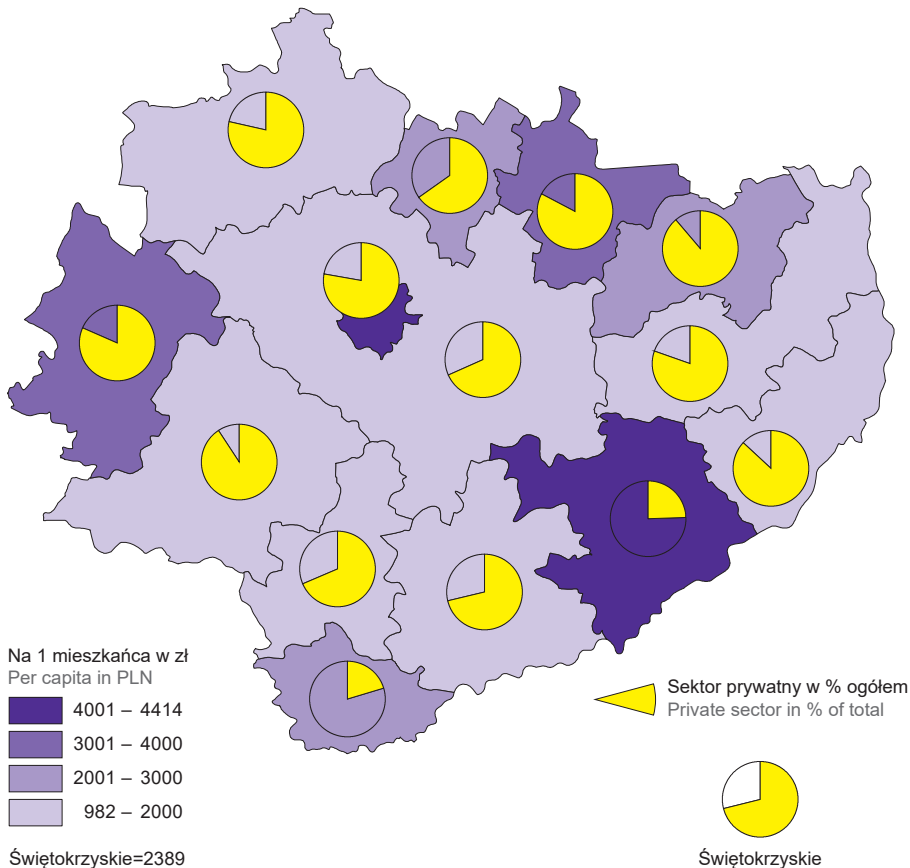 Na 1 mieszkańca w zł
Per capita in PLN
4001 – 4414
3001 – 4000
2001 – 3000
982 – 2000
Świętokrzyskie=2389
Sektor prywatny w % ogółem
Private sector in % of total
Świętokrzyskie